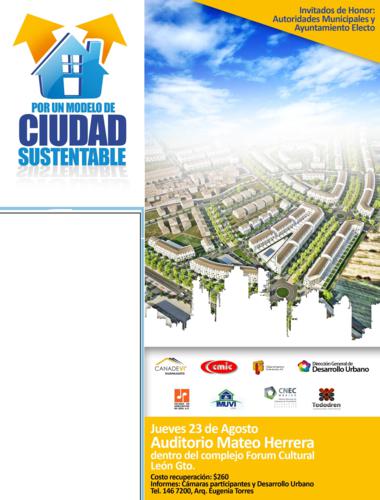 Invitados de Honor:
Autoridades Municipales y
Ayuntamiento Electo
POR UN MODELO DE
CIUDAD
SUSTENTABLE
CANADEVI
cmic
Dirección General de
Desarrollo Urbano
IMUVI
CNEC
MÉXICO
Tododren
Jueves 23 de Agosto
Auditorio Mateo Herrera
dentro del complejo Forum Cultural
León Gto.
Costo recuperación: $260
Informes: Cámaras participantes y Desarrollo Urbano
Tel. 146 7200, Arq. Eugenia Torres